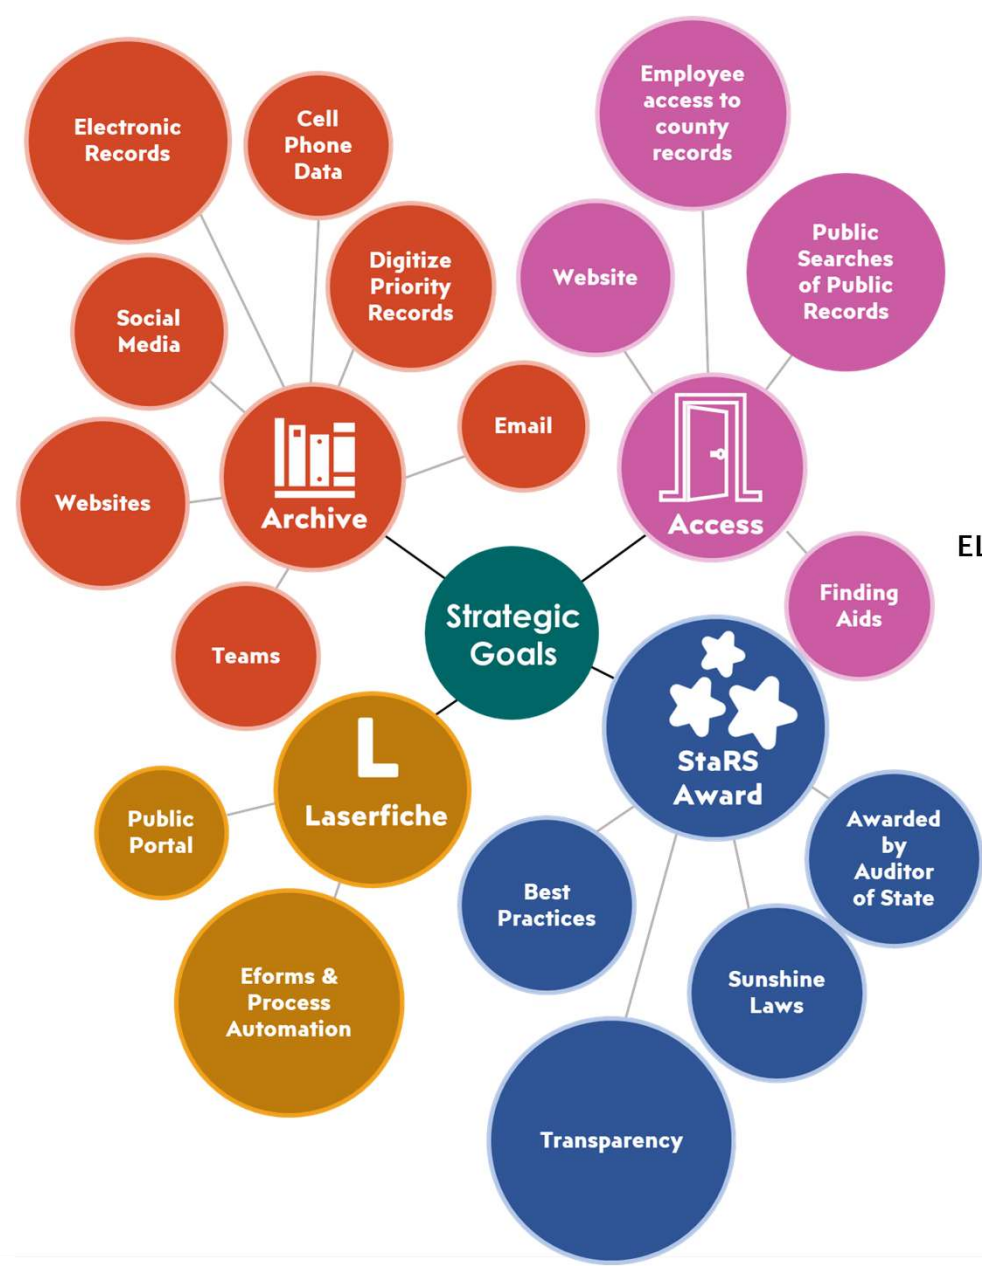 Electronic
Records
Cell
Phone
Data
Digitize
Priority
Records
Social
Media
Email
Websites
Archive
Teams
Employee
access to
county
records
Website
Public
Searches
of Public
Records
Access
Finding
Aids
EL
Strategic
Goals
L
Laserfiche
Public
Portal
Eforms &
Process
Automation
StaRS
Award
Best
Practices
Awarded
by
Auditor
of State
Sunshine
Laws
Transparency